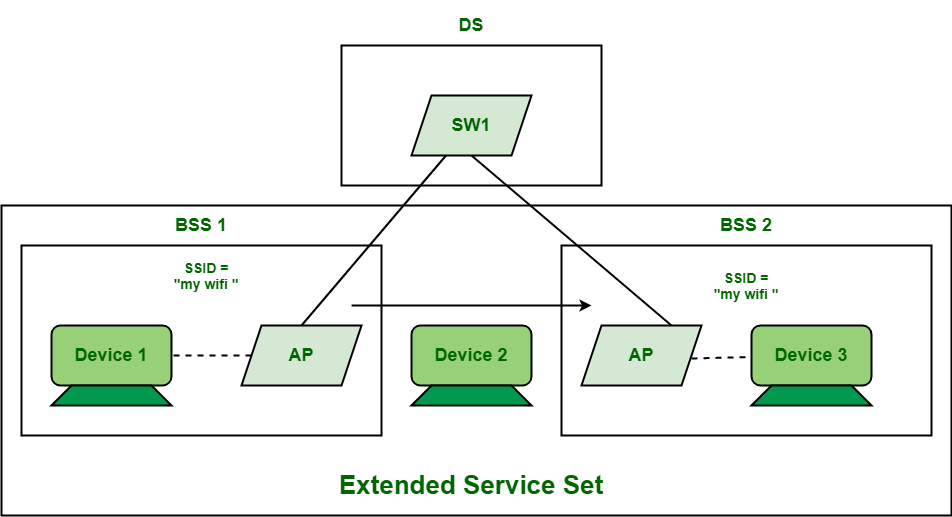 DS
SW1
BSS 1
BSS 2
SSID =
"my wifi "
SSID =
"my wifi "
Device 1
AP
Device 2
AP
Device 3
Extended Service Set